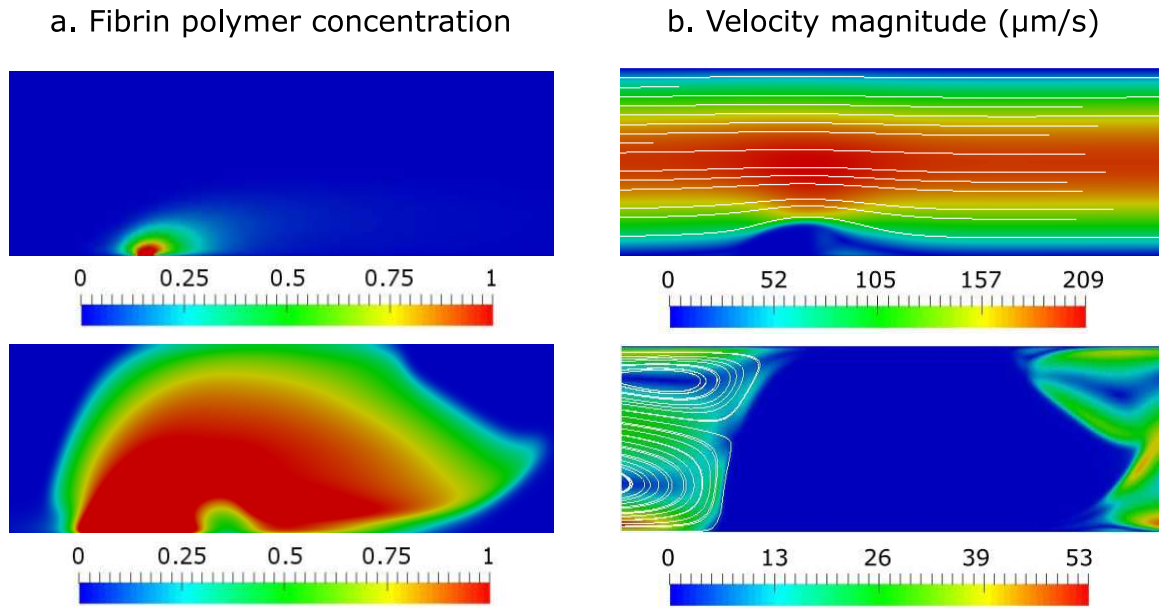 a. Fibrin polymer concentration
b. Velocity magnitude (µm/s)
0 0.25 0.5 0.75 1
0 52 105 157 209
0 0.25 0.5 0.75 1
0 13 26 39 53